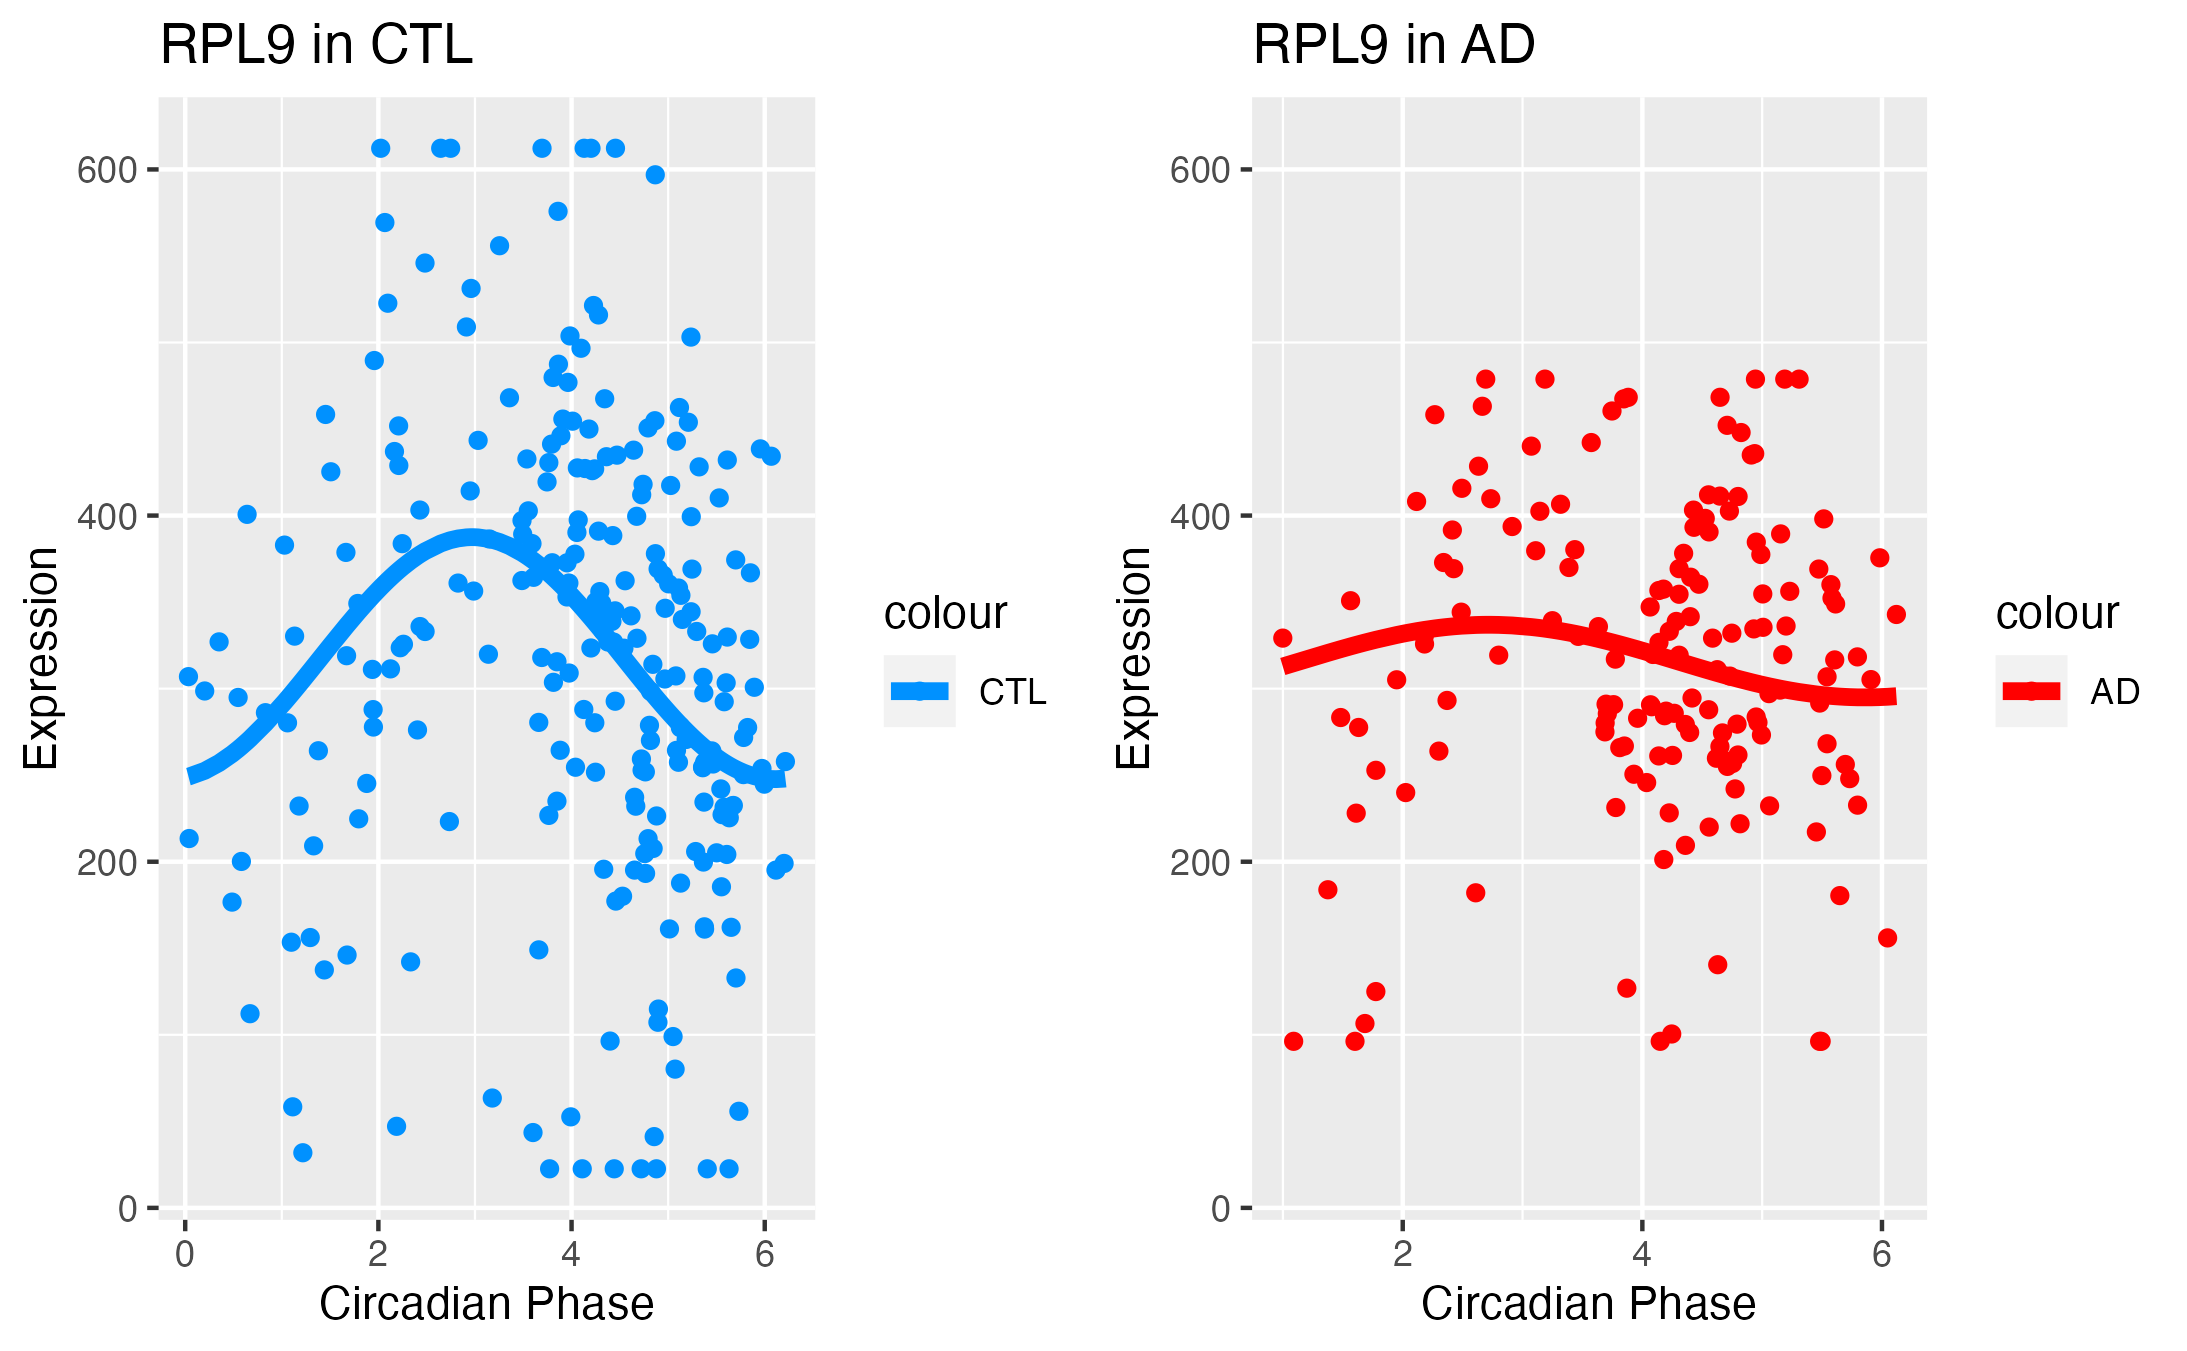 RPL9 in CTL
Expression
600
400
200
0
0 2 4 6
Circadian Phase
colour
CTL
RPL9 in AD
Expression
600
400
200
0
2 4 6
Circadian Phase
colour
AD